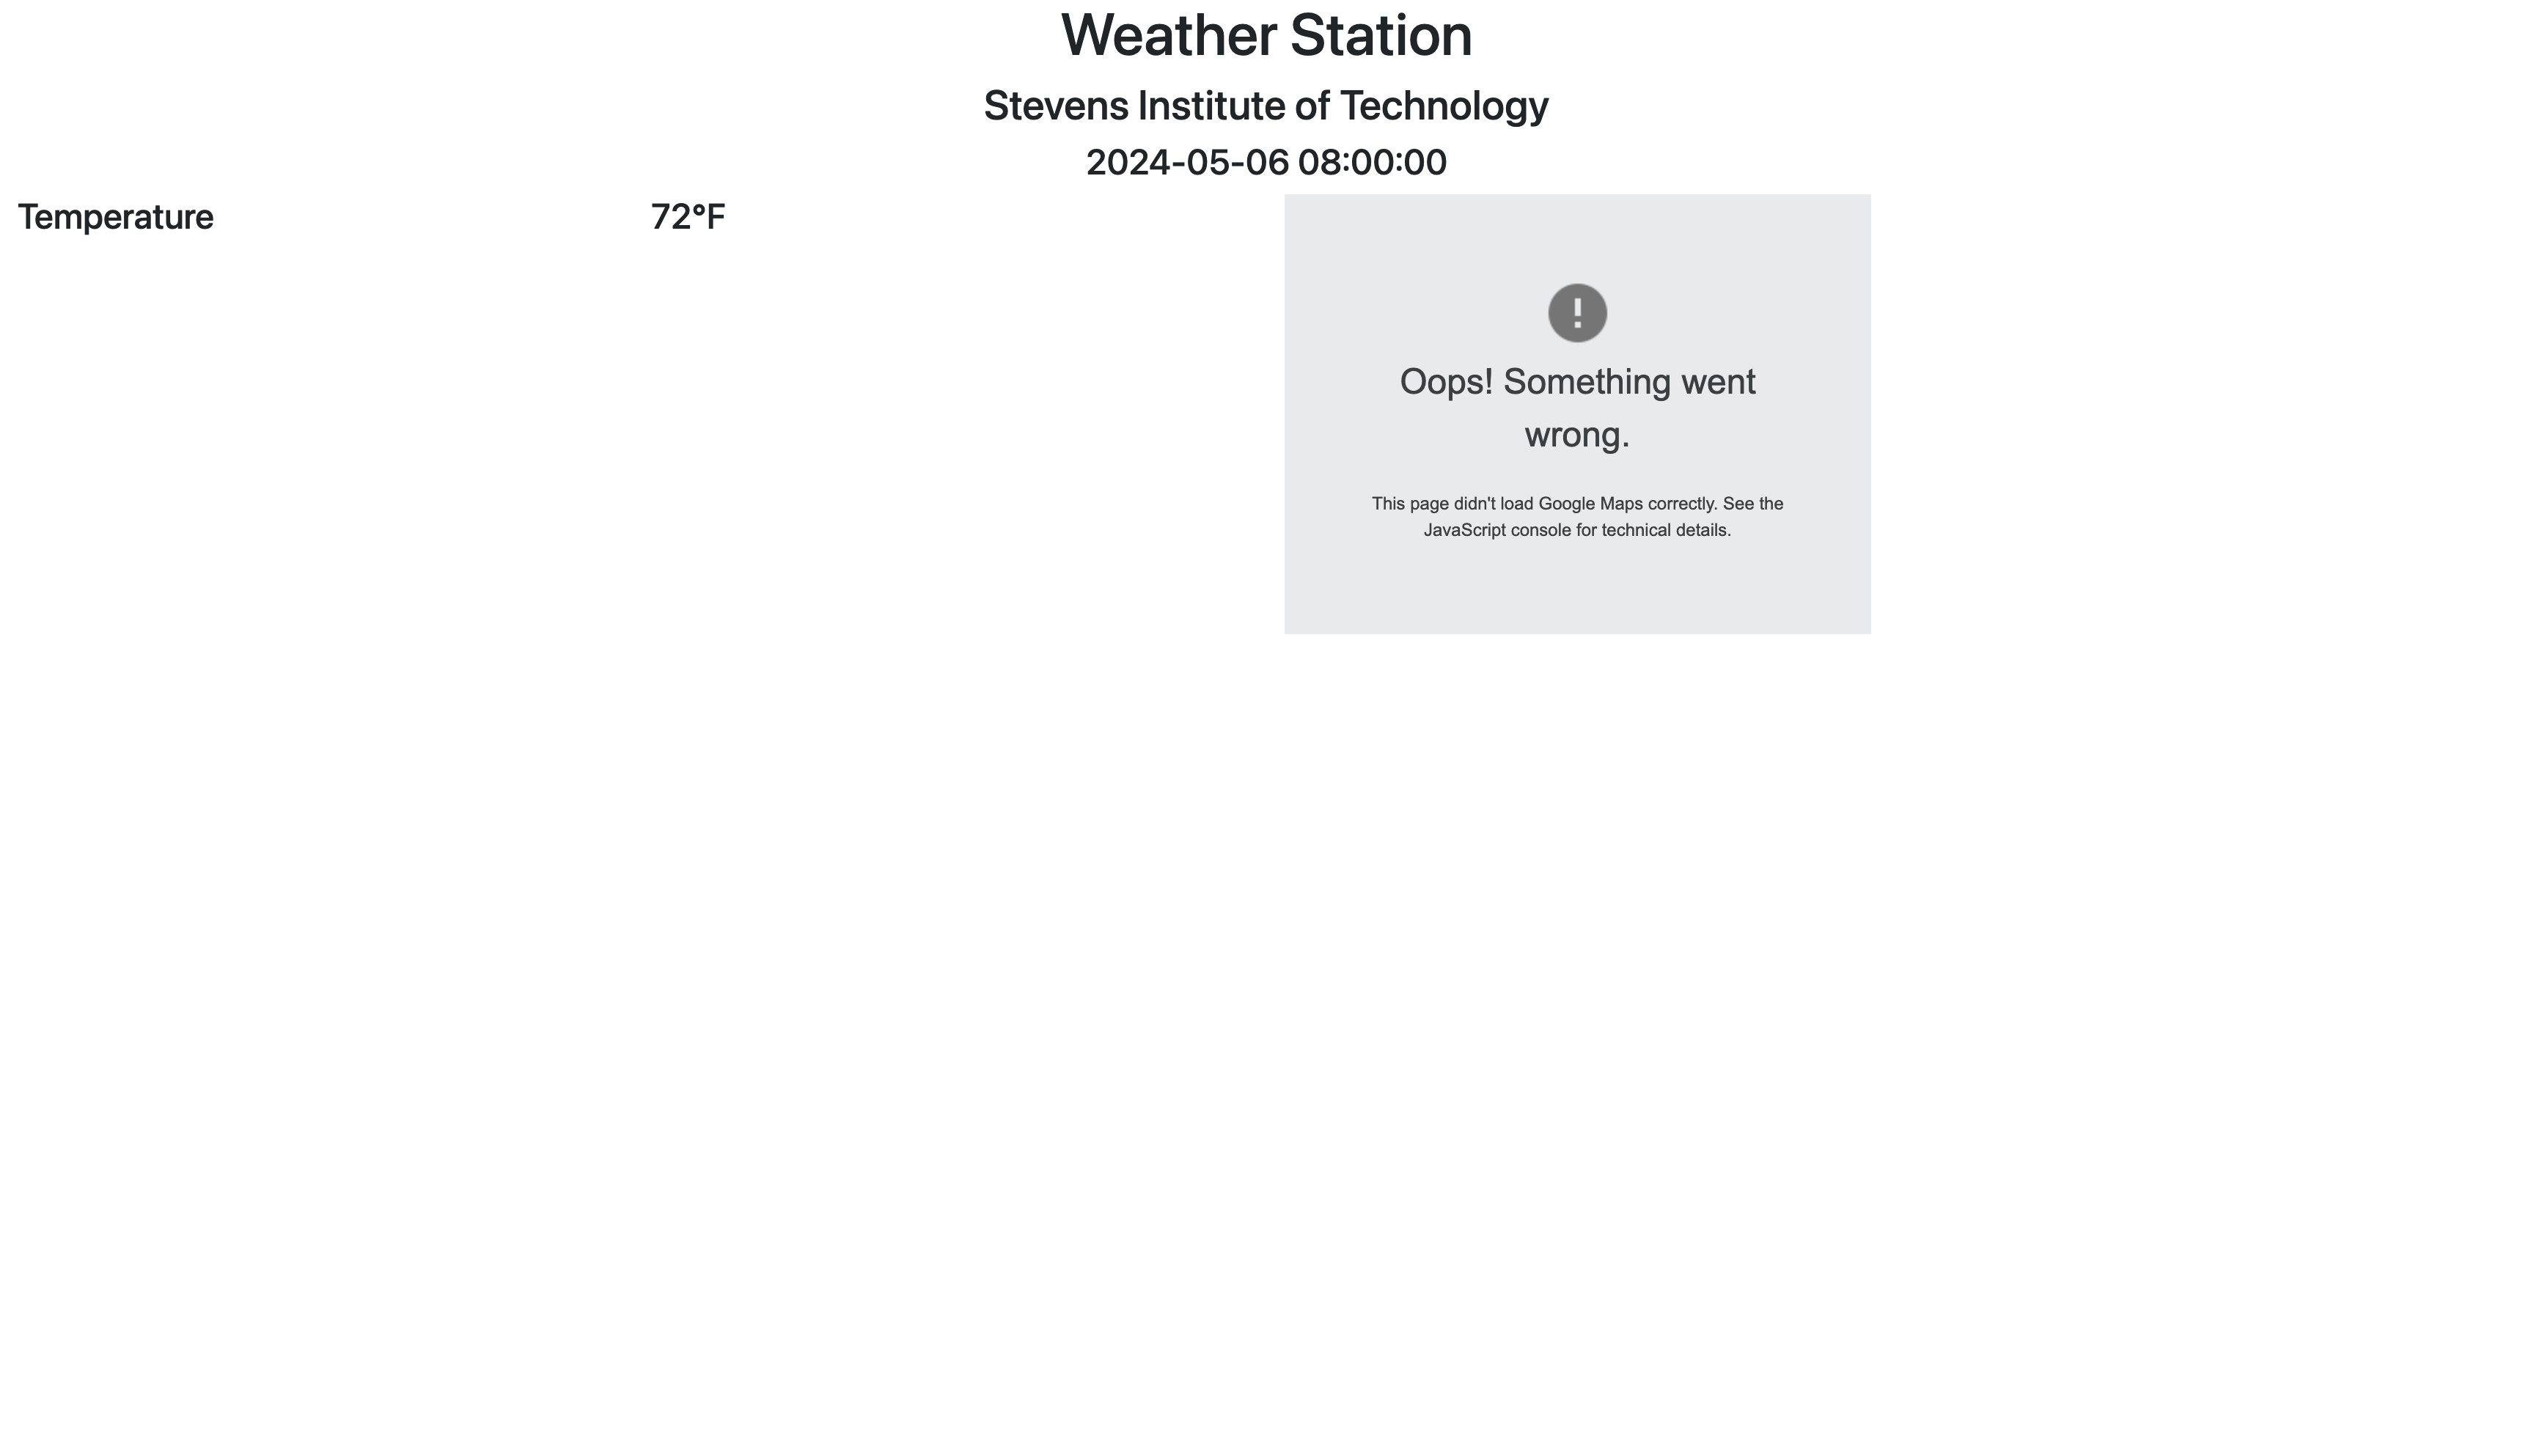 Weather Station
Stevens Institute of Technology
2024-05-06 08:00:00
Temperature
72°F
Oops! Something went
wrong.
This page didn't load Google Maps correctly. See the
JavaScript console for technical details.